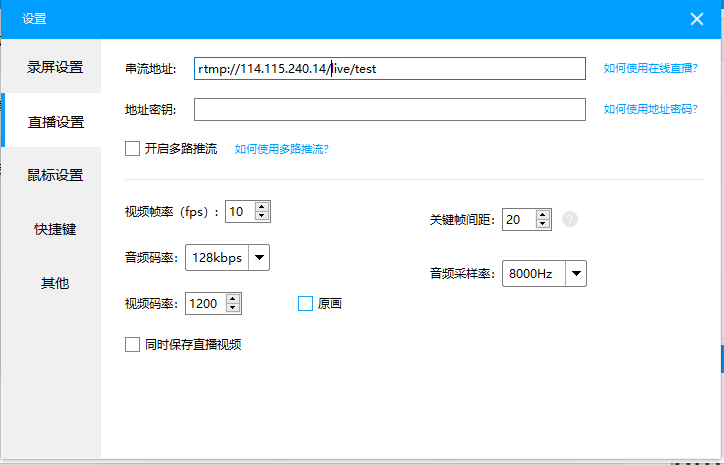 设置
录屏设置
直播设置
鼠标设置
快捷键
其他
串流地址: rtmp://114.115.240.14/live/test 如何使用在线直播?
地址密钥: 如何使用地址密码?
开启多路推流 如何使用多路推流?
视频帧率（fps）: 10 关键帧间距: 20 ?
音频码率: 128kbps 音频采样率: 8000Hz
视频码率: 1200 原画
同时保存直播视频